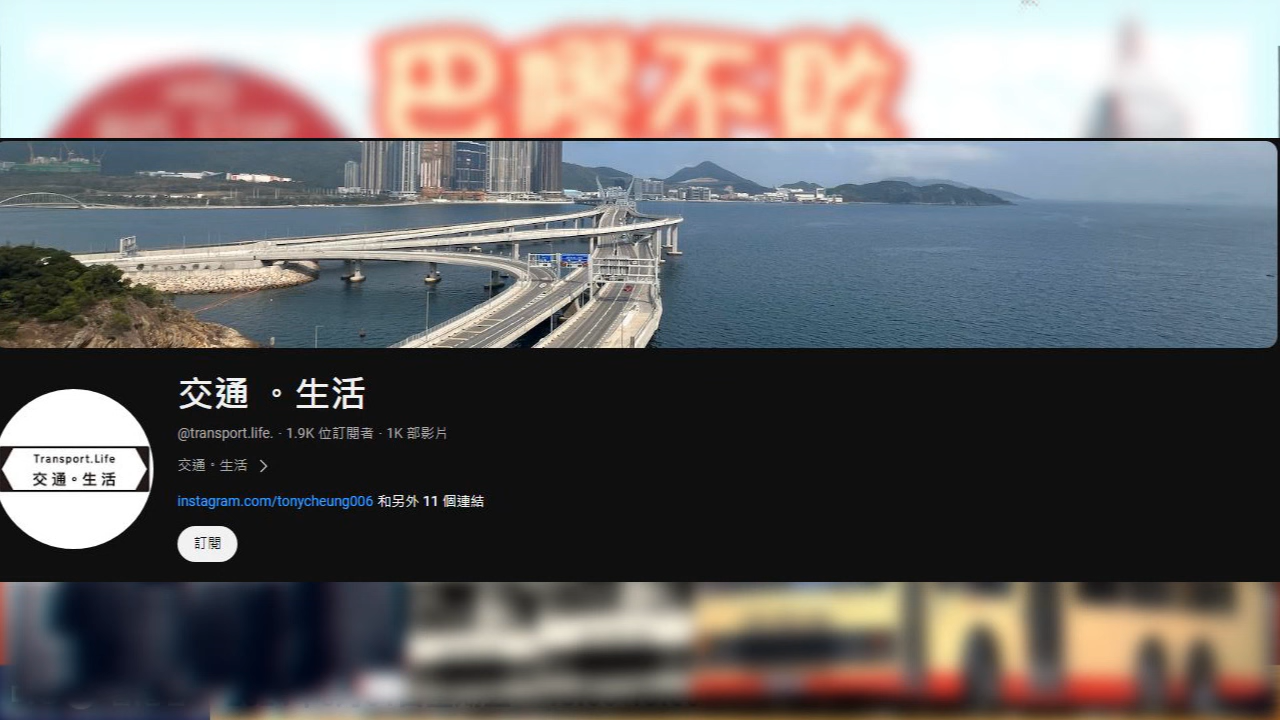 巴膠不吃
交通 。生活
@transport.life. · 1.9K 位訂閱者 · 1K 部影片
Transport.Life
交通。生活
交通。生活
instagram.com/tonycheung006 和另外 11 個連結
訂閱